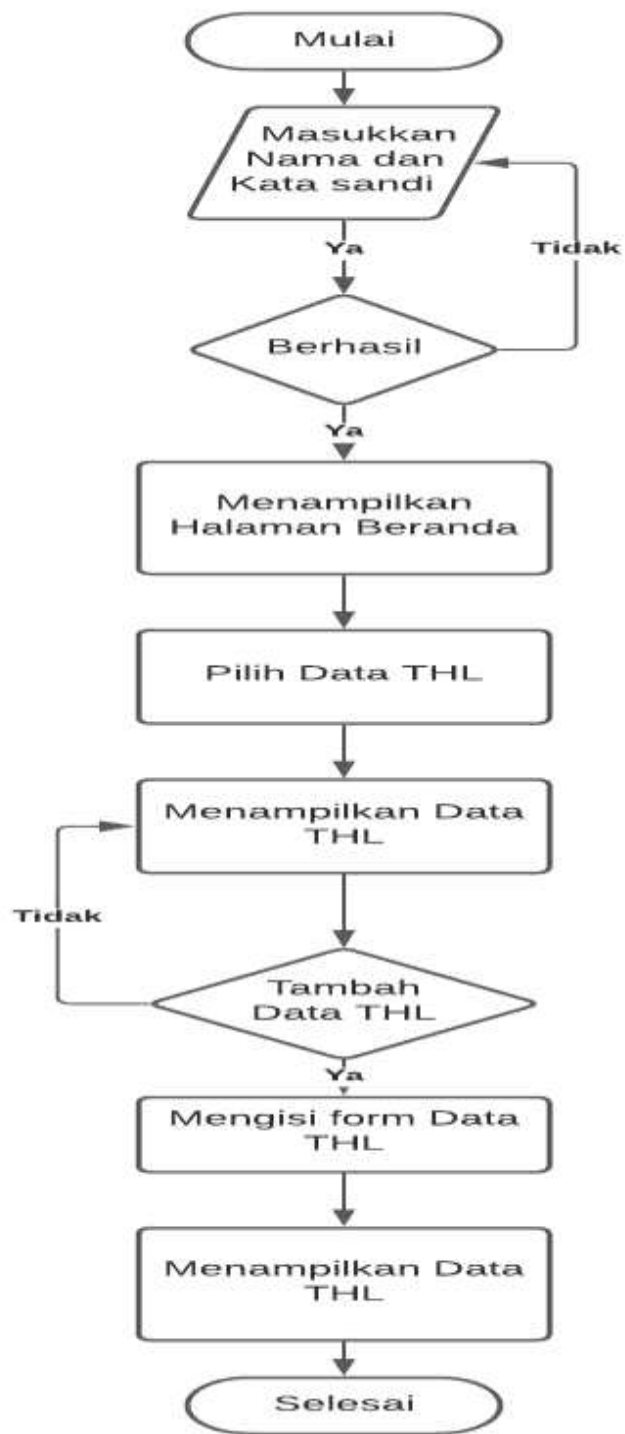 Mulai
Masukkan
Nama dan
Kata sandi
Ya
Tidak
Berhasil
Ya
Menampilkan
Halaman Beranda
Pilih Data THL
Menampilkan Data
THL
Tidak
Tambah
Data THL
Ya
Mengisi form Data
THL
Menampilkan Data
THL
Selesai